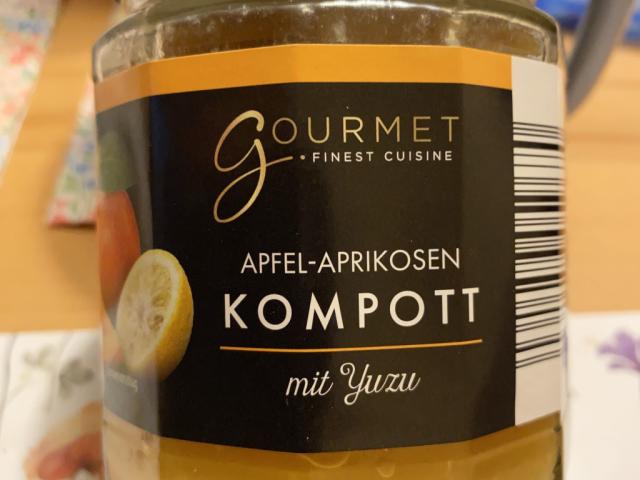 GOURMET
• FINEST CUISINE
APFEL-APRIKOSEN
KOMPOTT
mit Yuzu